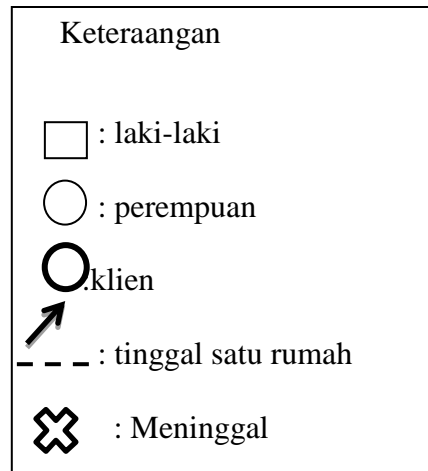 Keteraangan
: laki-laki
: perempuan
:klien
: tinggal satu rumah
: Meninggal